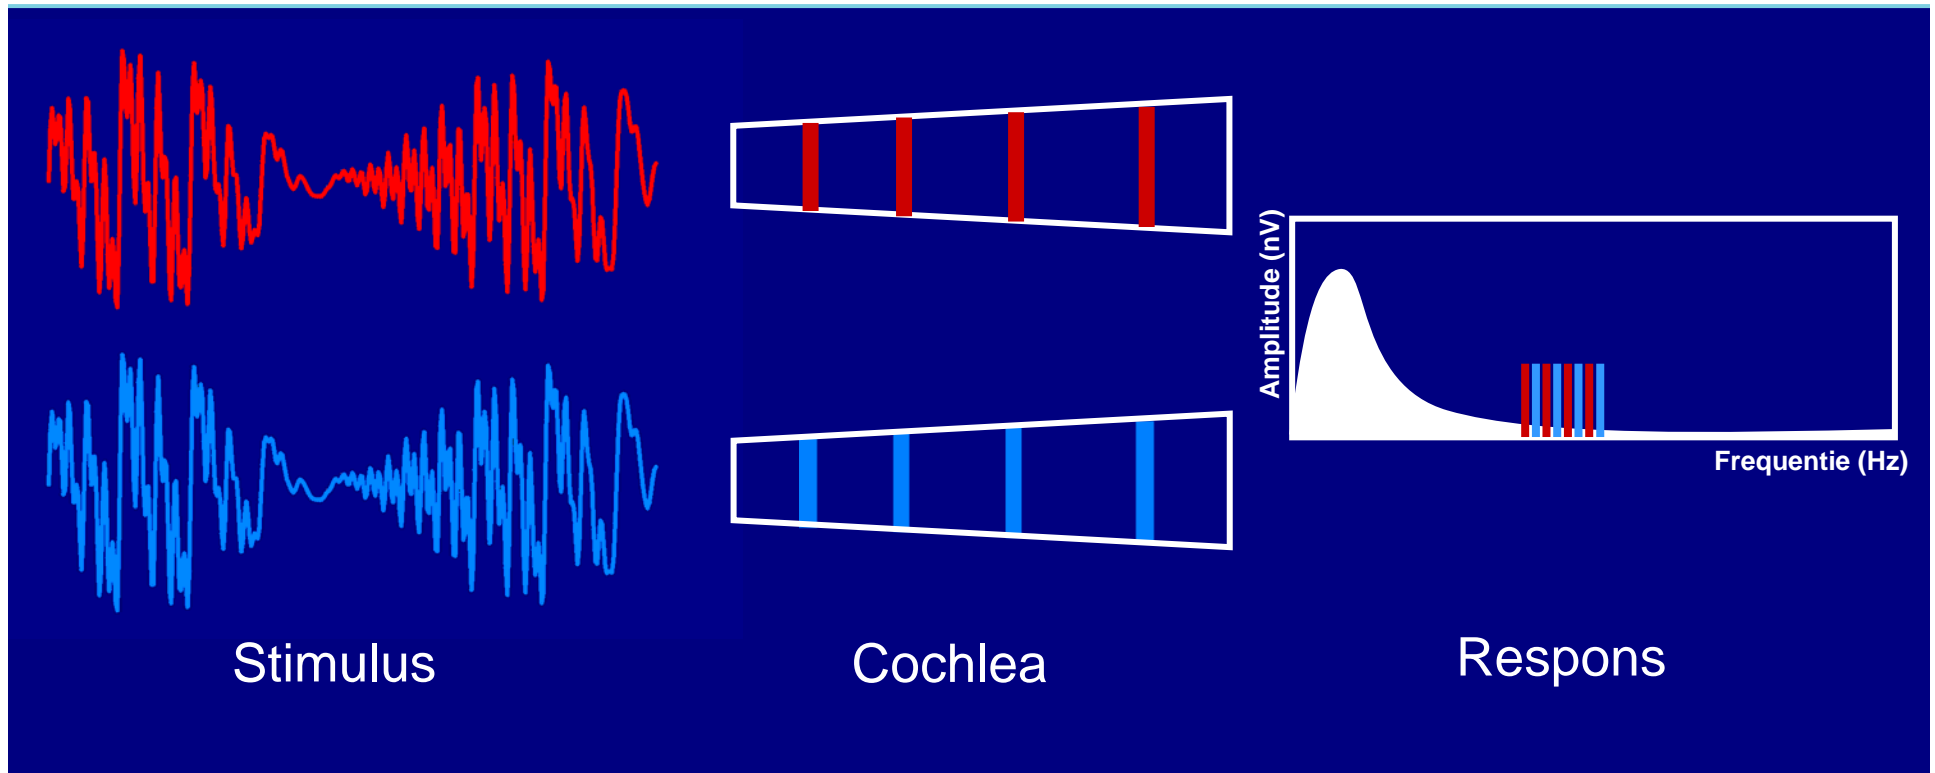 Stimulus
Cochlea
Amplitude (nV)
Frequentie (Hz)
Respons